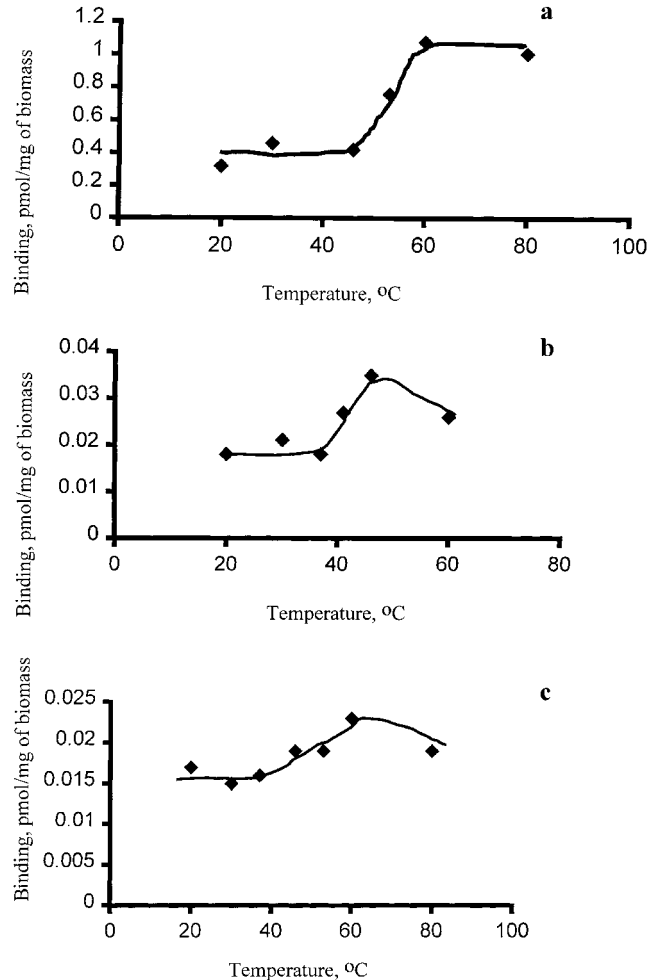 a
1.2
1
0.8
0.6
0.4
0.2
0
0 20 40 60 80 100
Binding, pmol/mg of biomass
Temperature, °C
b
0.04
0.03
0.02
0.01
0
0 20 40 60 80
Binding, pmol/mg of biomass
Temperature, °C
c
0.025
0.02
0.015
0.01
0.005
0
0 20 40 60 80 100
Binding, pmol/mg of biomass
Temperature, °C